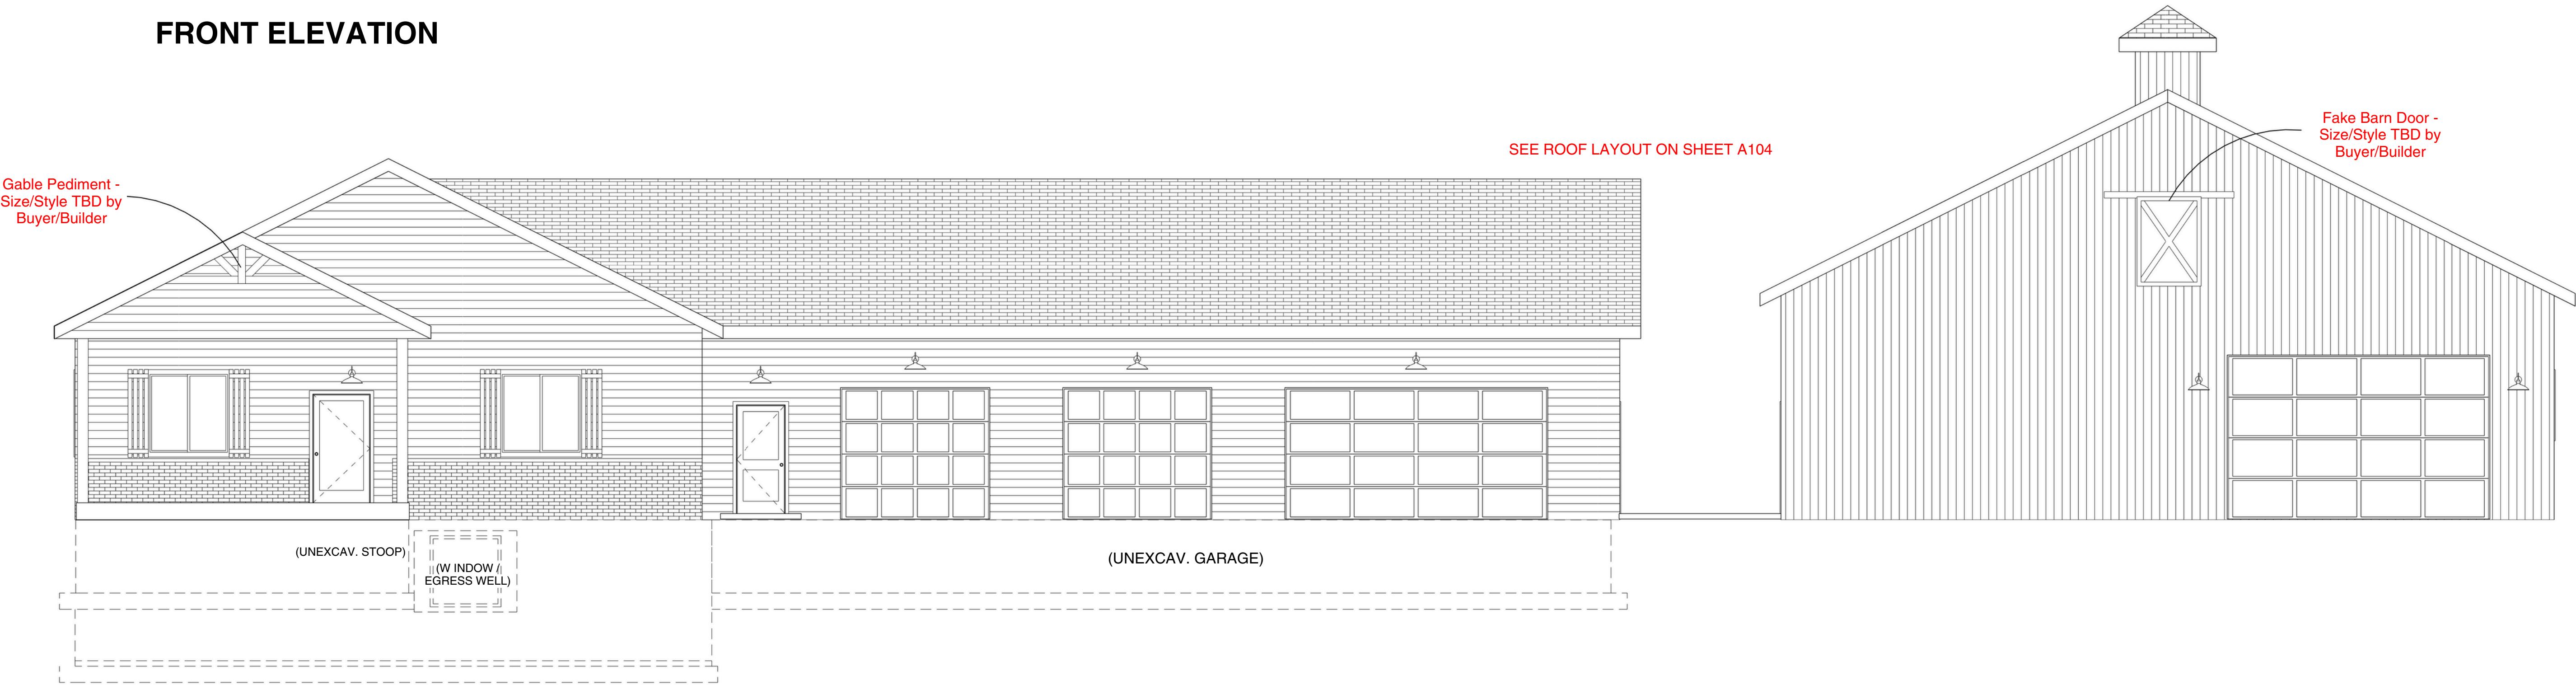 FRONT ELEVATION
Gable Pediment -
Size/Style TBD by
Buyer/Builder
SEE ROOF LAYOUT ON SHEET A104
Fake Barn Door -
Size/Style TBD by
Buyer/Builder
(UNEXCAV. STOOP)
(W INDOW /
EGRESS WELL)
(UNEXCAV. GARAGE)